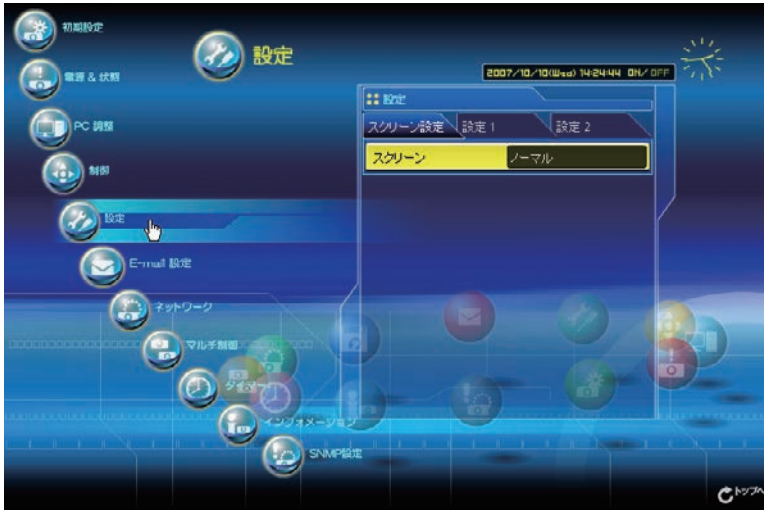 初期設定
電源 & 状態
PC 調整
制御
設定
E-mail 設定
ネットワーク
マルチ制御
タイマー
インフォメーション
SNMP設定
設定
2007/10/10(Wed) 14:24:44 ON/ OFF
設定
スクリーン設定
設定 1
設定 2
スクリーン
ノーマル
トップへ